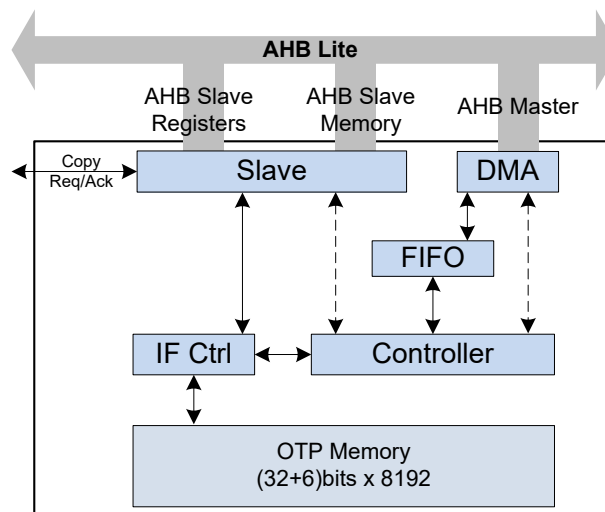 AHB Lite
AHB Slave
Registers
AHB Slave
Memory
AHB Master
Copy
Req/Ack
Slave
DMA
FIFO
IF Ctrl
Controller
OTP Memory
(32+6)bits x 8192